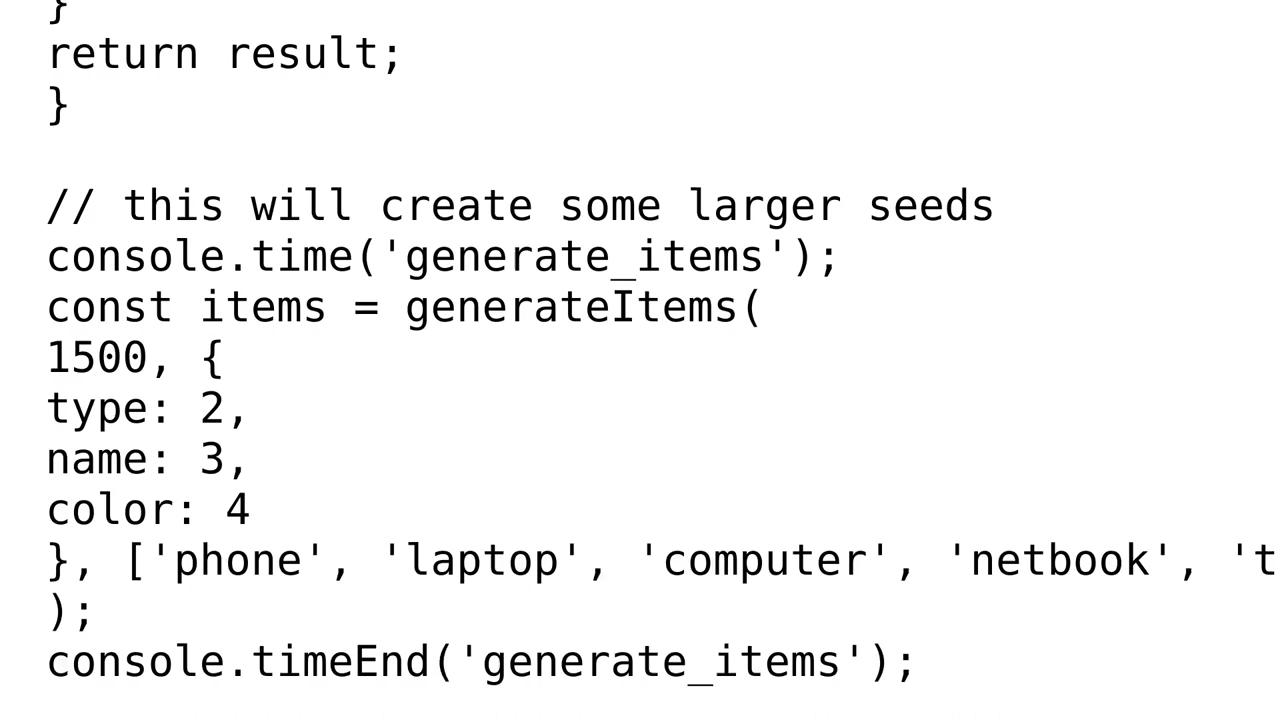 }
return result;
}
// this will create some larger seeds
console.time('generate_items');
const items = generateItems(
1500, {
type: 2,
name: 3,
color: 4
}, ['phone', 'laptop', 'computer', 'netbook', 't
);
console.timeEnd('generate_items');